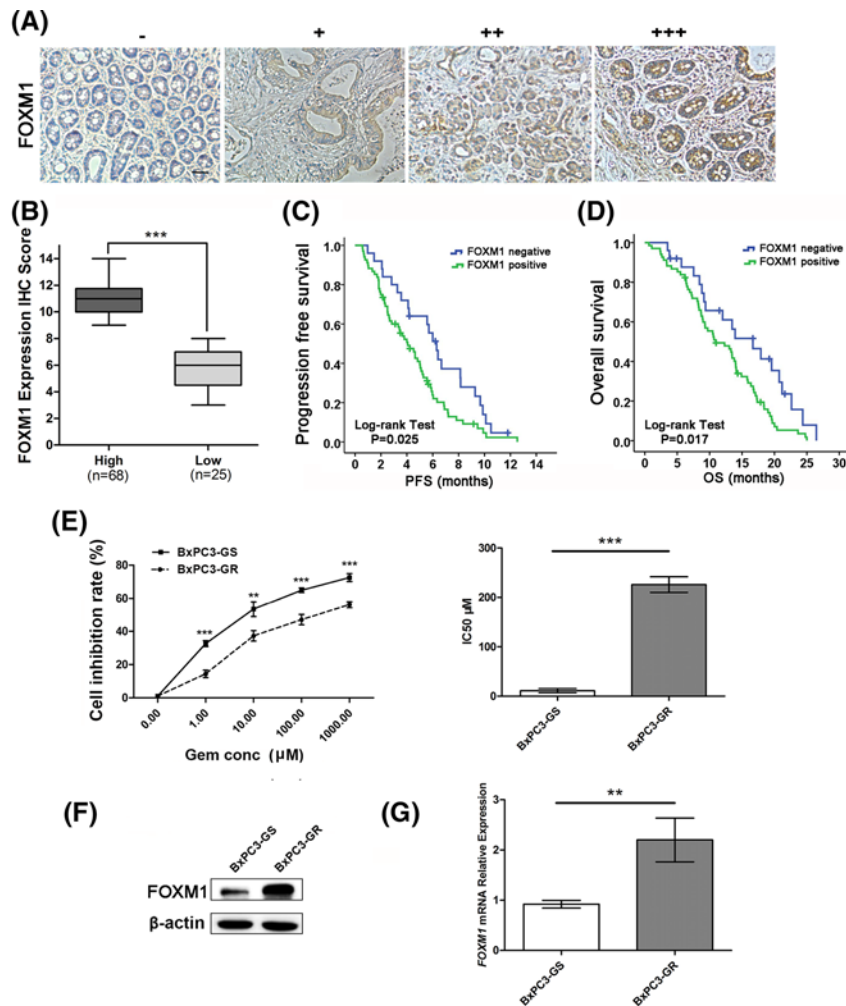 (A)
- + ++ +++
FOXM1
(B)
FOXM1 Expression IHC Score
14
12
10
8
6
4
2
0
***
High
(n=68)
Low
(n=25)
(C)
Progression free survival
1.0
0.8
0.6
0.4
0.2
0.0
FOXM1 negative
FOXM1 positive
Log-rank Test
P=0.025
0 2 4 6 8 10 12 14
PFS (months)
(D)
Overall survival
1.0
0.8
0.6
0.4
0.2
0.0
FOXM1 negative
FOXM1 positive
Log-rank Test
P=0.017
0 5 10 15 20 25 30
OS (months)
(E)
Cell inhibition rate (%)
80
60
40
20
0
BxPC3-GS
BxPC3-GR
*** ** *** ***
0.00 1.00 10.00 100.00 1000.00
Gem conc (μM)
IC50 μM
300
200
100
0
***
BxPC3-GS BxPC3-GR
(F)
BxPC3-GS BxPC3-GR
FOXM1
β-actin
(G)
FOXM1 mRNA Relative Expression
3
2
1
0
**
BxPC3-GS BxPC3-GR